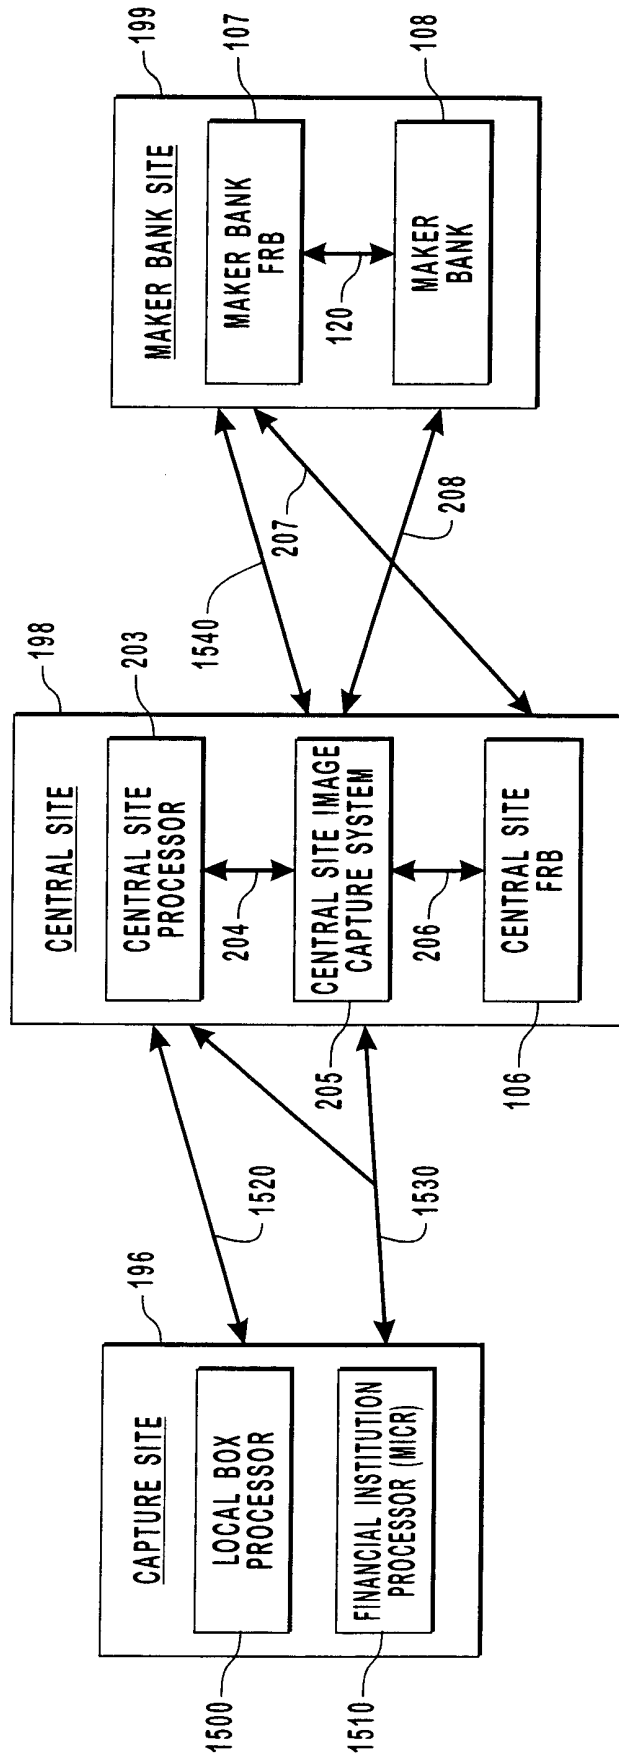 CAPTURE SITE
196
LOCAL BOX
PROCESSOR
1500
FINANCIAL INSTITUTION
PROCESSOR (MICR)
1510
1520
1530
CENTRAL SITE
198
CENTRAL SITE
PROCESSOR
203
204
CENTRAL SITE IMAGE
CAPTURE SYSTEM
205
206
CENTRAL SITE
FRB
106
1540
207
208
MAKER BANK SITE
199
MAKER BANK
FRB
107
120
MAKER
BANK
108